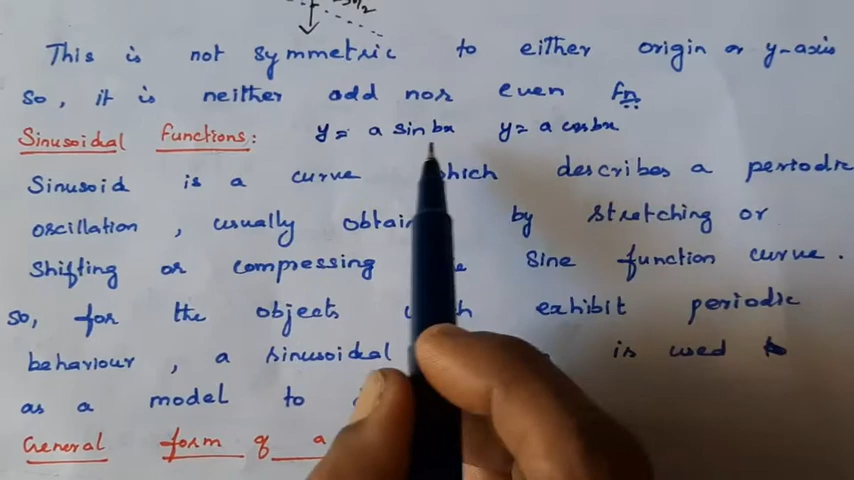 This is not symmetric to either origin or y-axis
so, it is neither odd nor even fn
Sinusoidal Functions: y = a sin bx y = a cos bx
Sinusoid is a curve which describes a periodic
oscillation, usually obtain by stretching or
shifting or compressing sine function curve.
so, for the objects exhibit periodic
behaviour, a sinusoidal is used
as a model to
General form of a